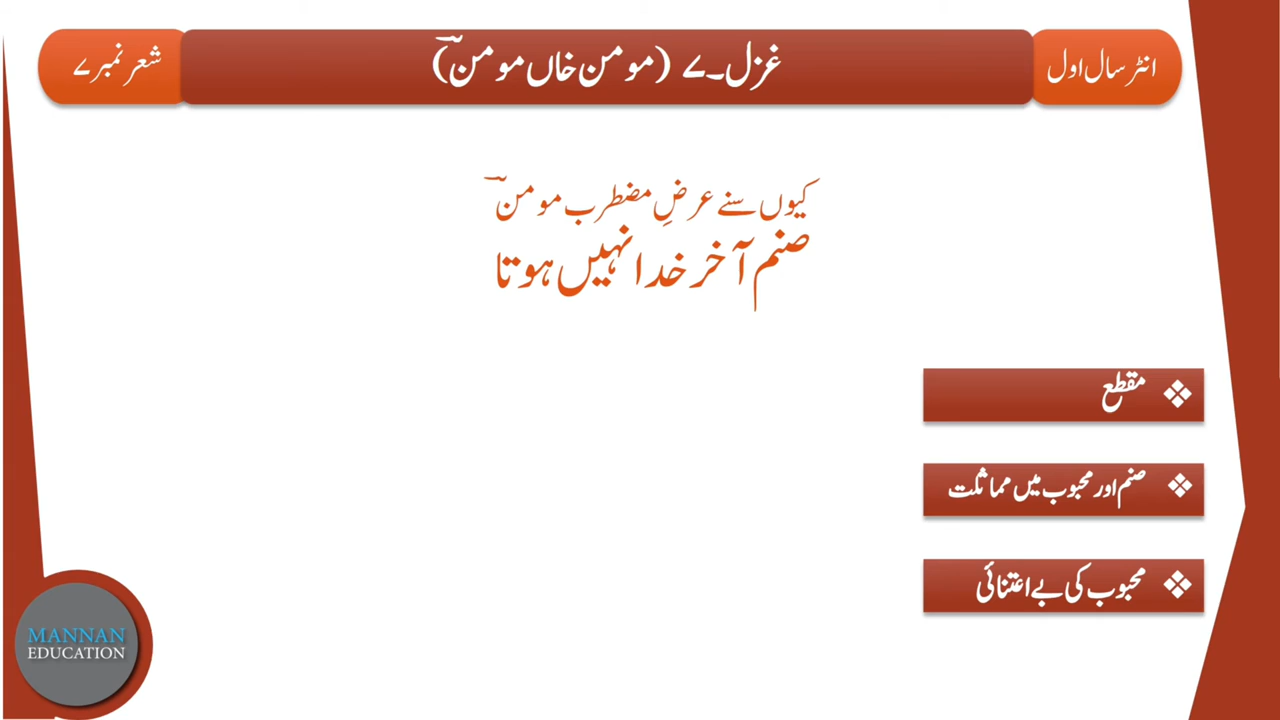 انٹر سال اول
غزل۔۷ (مومن خاں مومنؔ)
شعر نمبر ۷
کیوں سنے عرضِ مضطرب مومنؔ
صنم آخر خدا نہیں ہوتا
❖ مقطع
❖ صنم اور محبوب میں مماثلت
❖ محبوب کی بے اعتنائی
MANNAN
EDUCATION